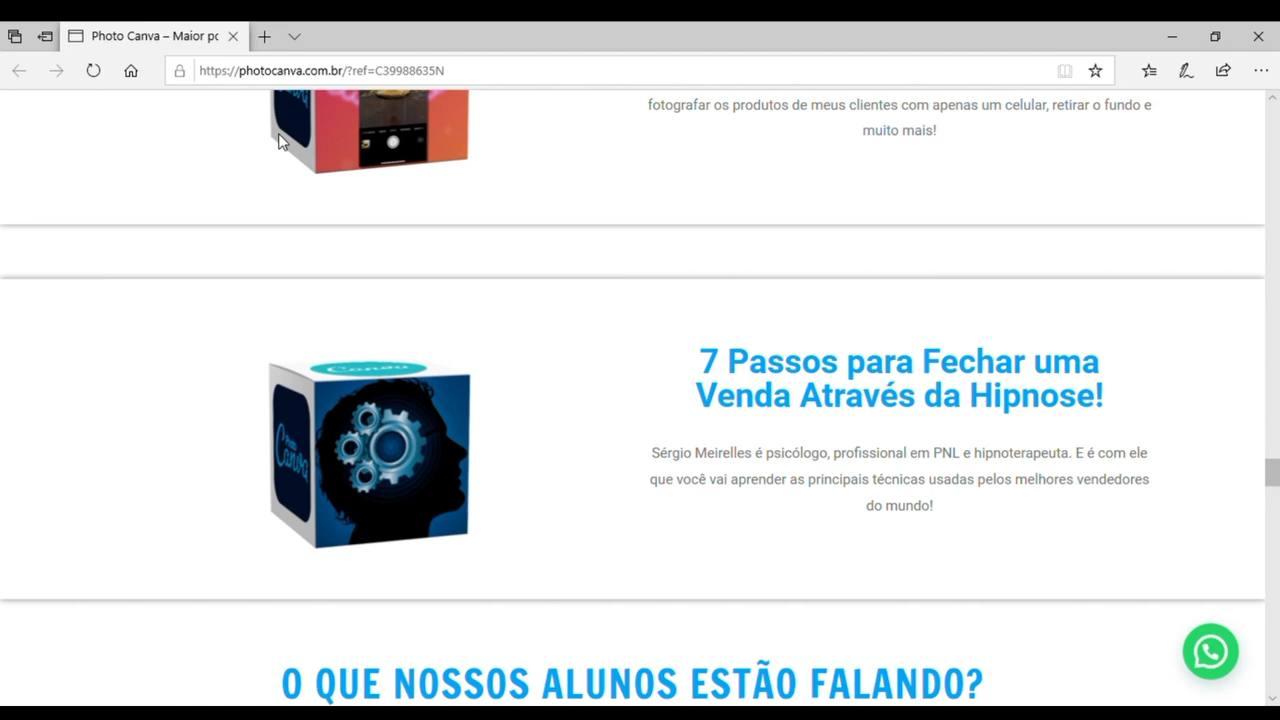 Photo Canva – Maior pc
https://photocanva.com.br/?ref=C39988635N
fotografar os produtos de meus clientes com apenas um celular, retirar o fundo e
muito mais!
Canva
Photo
Canva
7 Passos para Fechar uma
Venda Através da Hipnose!
Sérgio Meirelles é psicólogo, profissional em PNL e hipnoterapeuta. E é com ele
que você vai aprender as principais técnicas usadas pelos melhores vendedores
do mundo!
O QUE NOSSOS ALUNOS ESTÃO FALANDO?